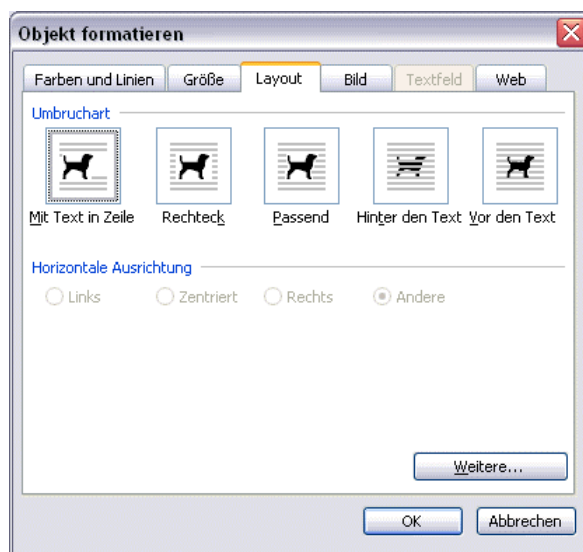 Objekt formatieren
Farben und Linien Größe Layout Bild Textfeld Web
Umbruchart
Mit Text in Zeile Rechteck Passend Hinter den Text Vor den Text
Horizontale Ausrichtung
Links Zentriert Rechts Andere
Weitere...
OK Abbrechen